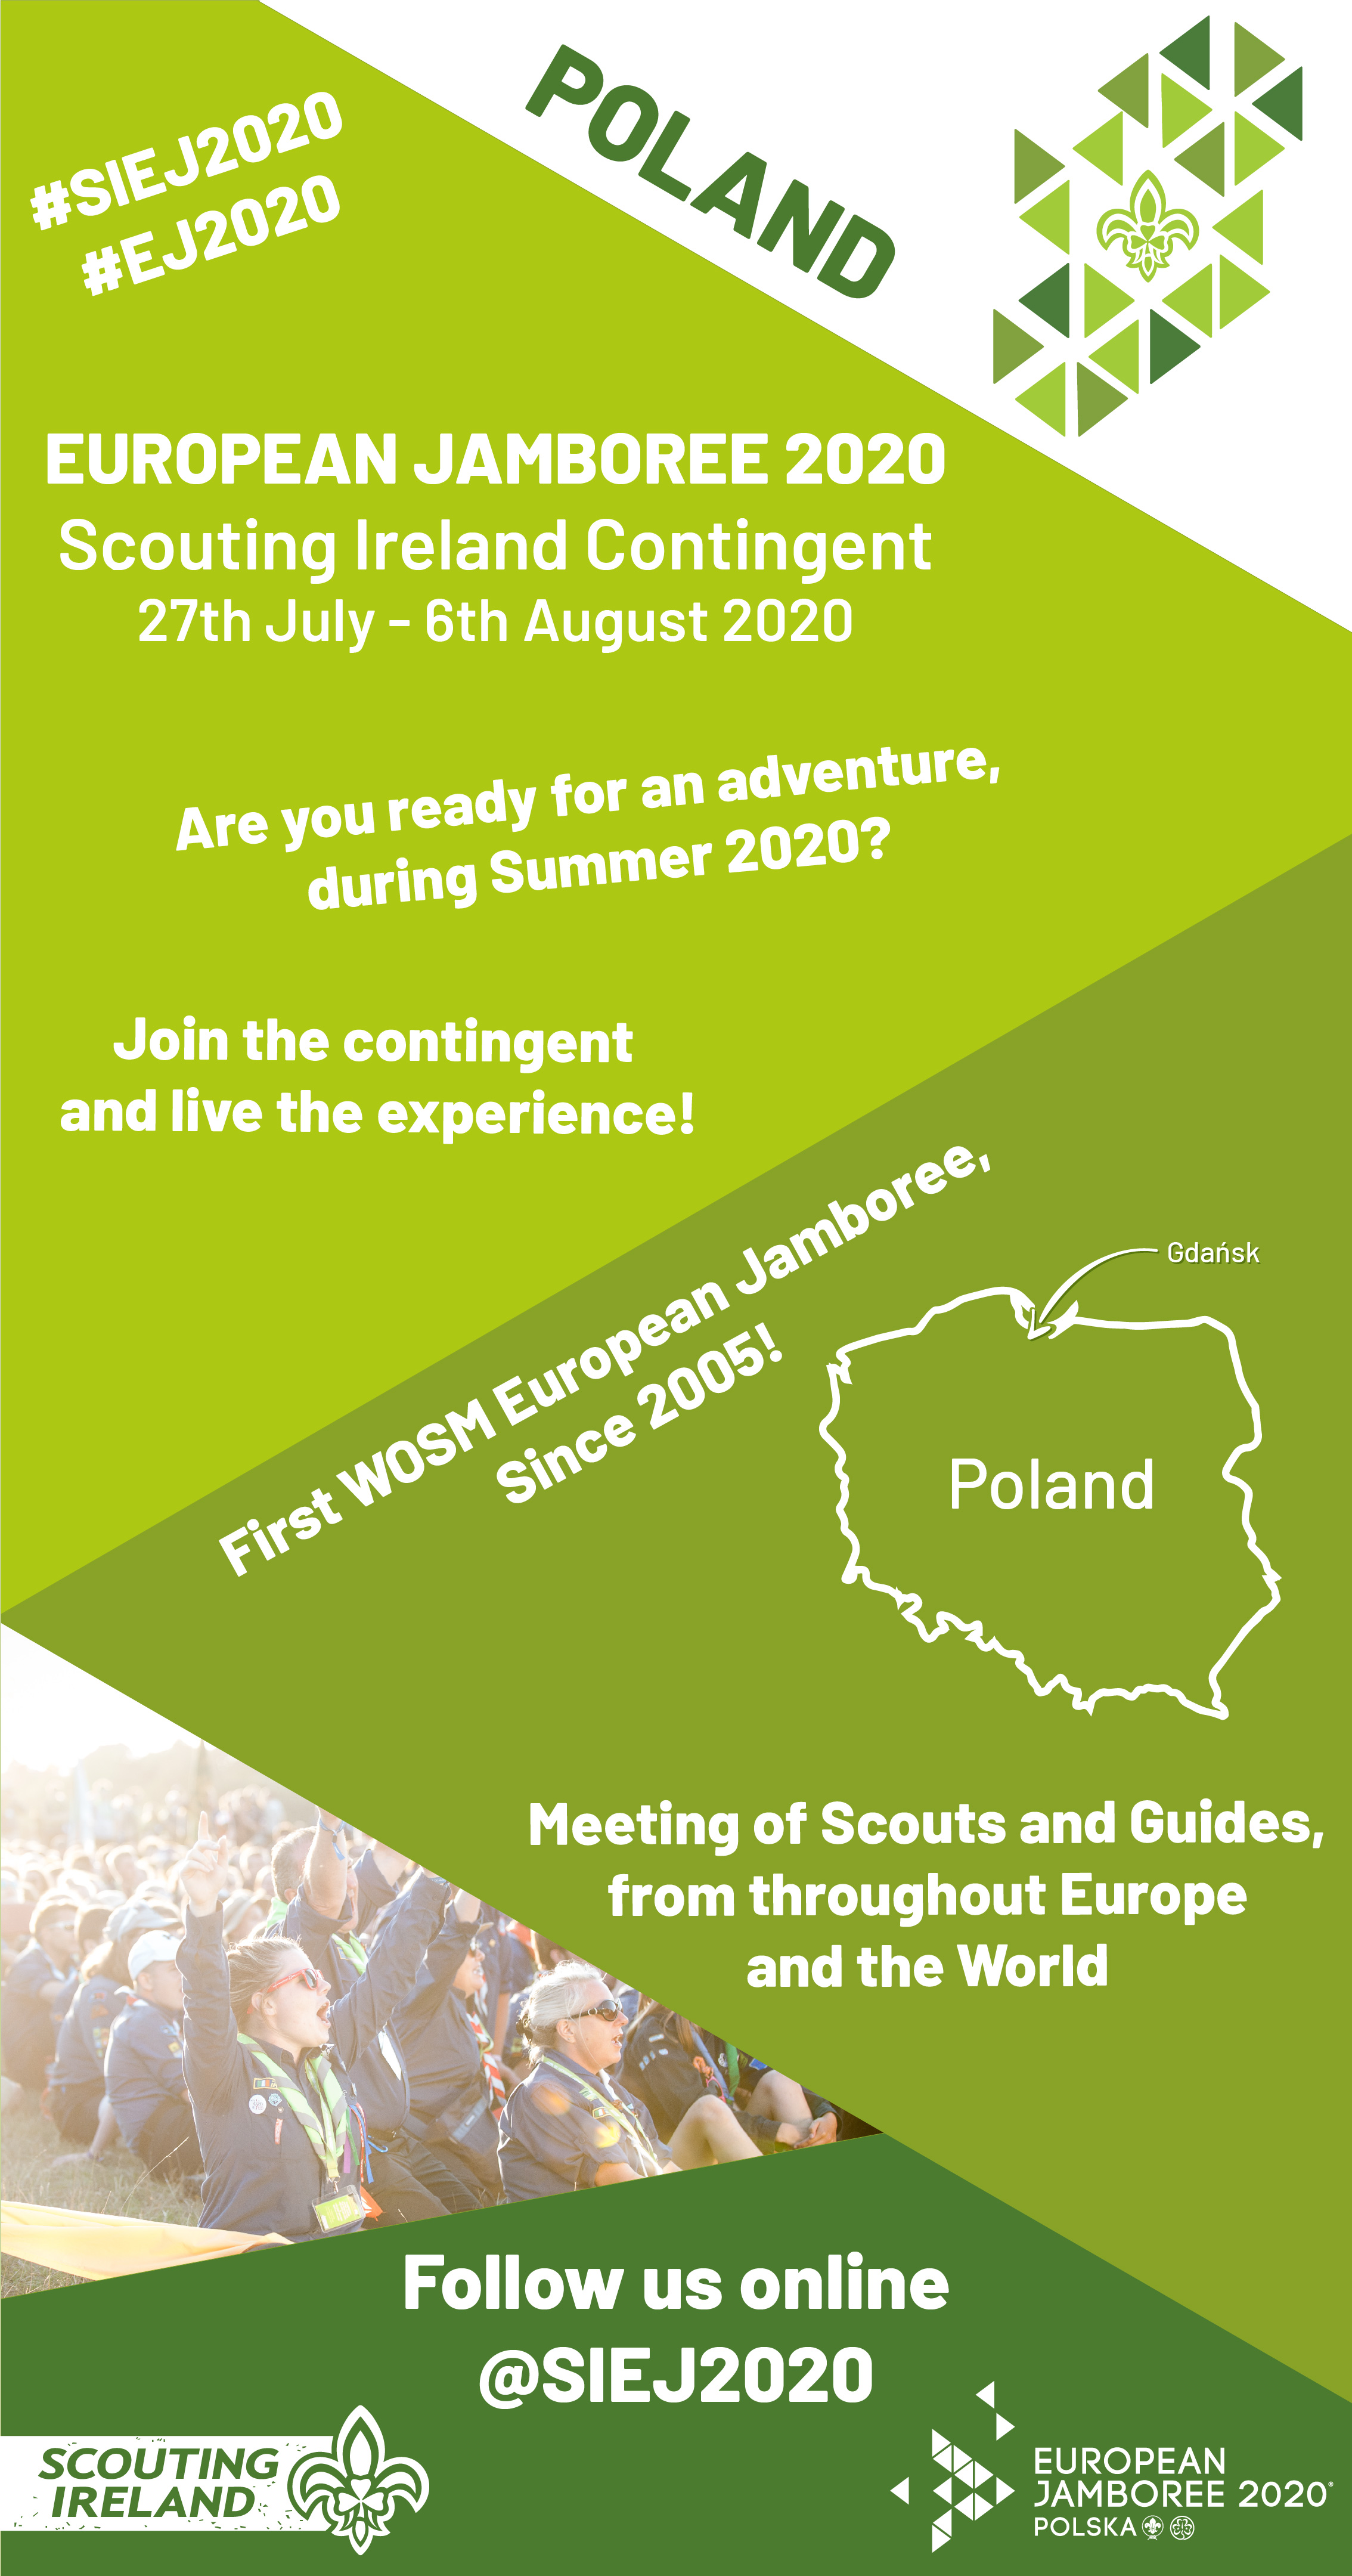 POLAND
#SIEJ2020
#EJ2020
EUROPEAN JAMBOREE 2020
Scouting Ireland Contingent
27th July - 6th August 2020
Are you ready for an adventure,
during Summer 2020?
Join the contingent
and live the experience!
First WOSM European Jamboree,
Since 2005!
Gdańsk
Poland
Meeting of Scouts and Guides,
from throughout Europe
and the World
Follow us online
@SIEJ2020
SCOUTING
IRELAND
EUROPEAN
JAMBOREE 2020®
POLSKA